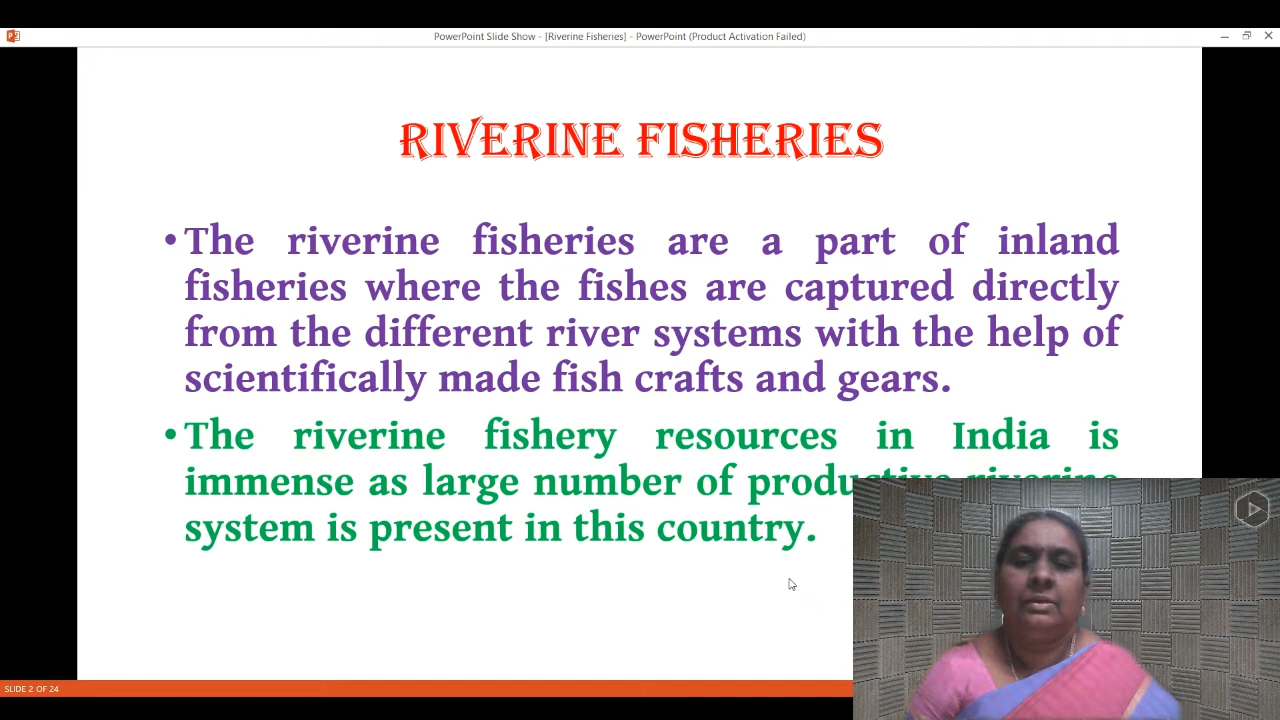 PowerPoint Slide Show - [Riverine Fisheries] - PowerPoint (Product Activation Failed)
RIVERINE FISHERIES
•The riverine fisheries are a part of inland
fisheries where the fishes are captured directly
from the different river systems with the help of
scientifically made fish crafts and gears.
•The riverine fishery resources in India is
immense as large number of productive riverine
system is present in this country.
SLIDE 2 OF 24